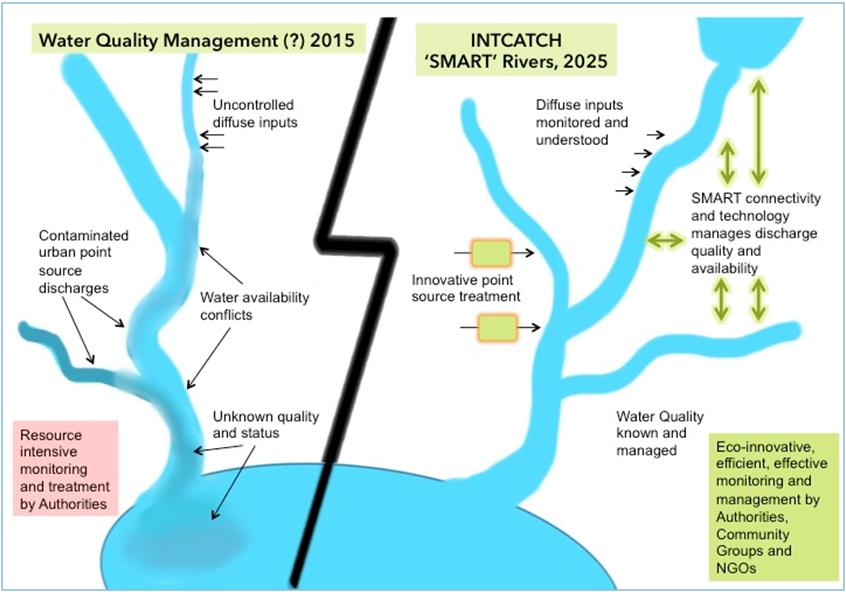 Water Quality Management (?) 2015
Uncontrolled
diffuse inputs
Contaminated
urban point
source
discharges
Water availability
conflicts
Unknown quality
and status
Resource
intensive
monitoring
and treatment
by Authorities
INTCATCH
‘SMART’ Rivers, 2025
Diffuse inputs
monitored and
understood
SMART connectivity
and technology
manages discharge
quality and
availability
Innovative point
source treatment
Water Quality
known and
managed
Eco-innovative,
efficient, effective
monitoring and
management by
Authorities,
Community
Groups and
NGOs